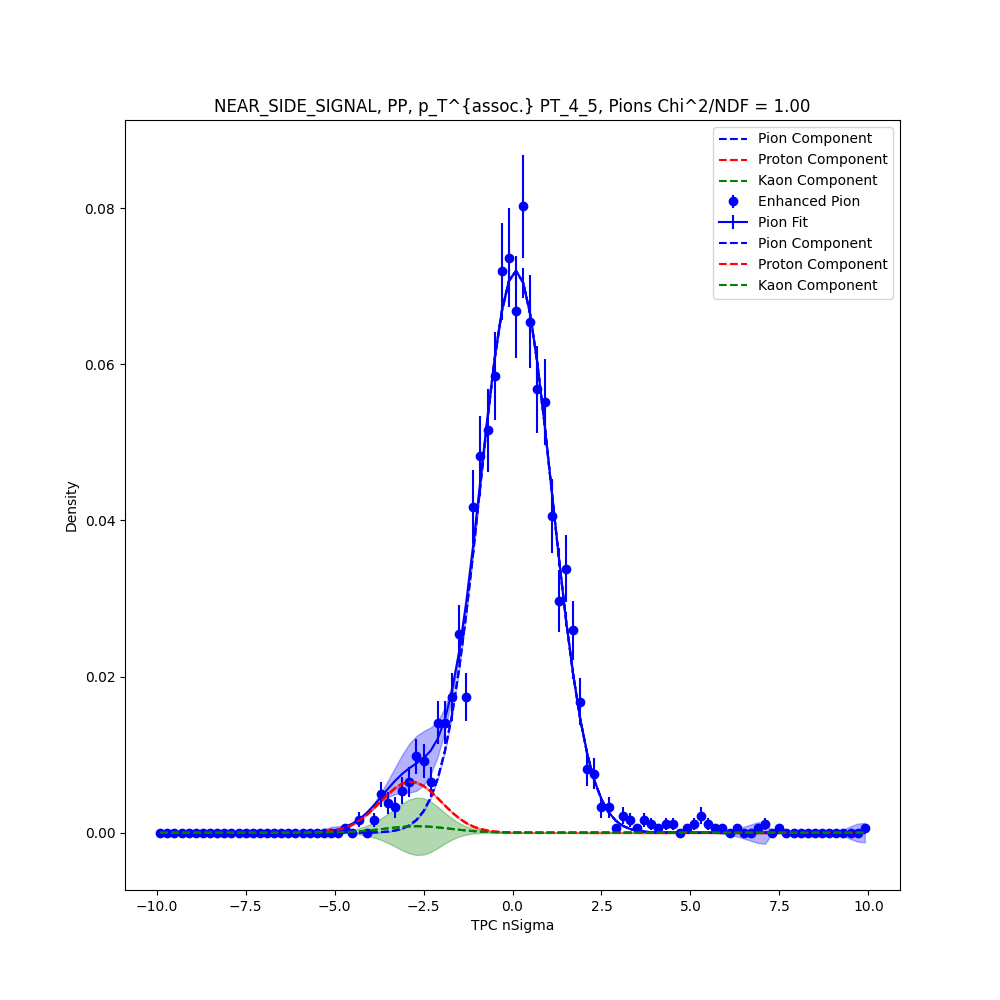 NEAR_SIDE_SIGNAL, PP, p_T^{assoc.} PT_4_5, Pions Chi^2/NDF = 1.00
Pion Component
Proton Component
Kaon Component
Enhanced Pion
Pion Fit
Pion Component
Proton Component
Kaon Component
0.08
0.06
0.04
0.02
0.00
Density
−10.0 −7.5 −5.0 −2.5 0.0 2.5 5.0 7.5 10.0
TPC nSigma